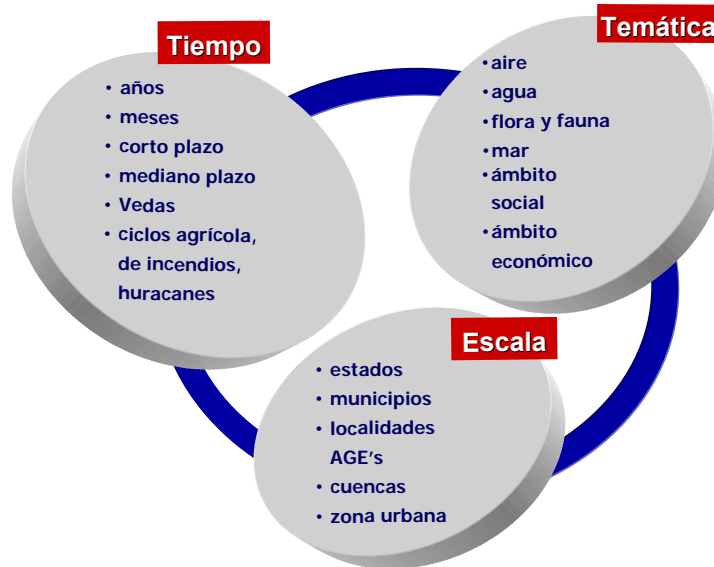 Tiempo
• años
• meses
• corto plazo
• mediano plazo
• Vedas
• ciclos agrícola,
de incendios,
huracanes
Temática
• aire
• agua
• flora y fauna
• mar
• ámbito
social
• ámbito
económico
Escala
• estados
• municipios
• localidades
AGE's
• cuencas
• zona urbana